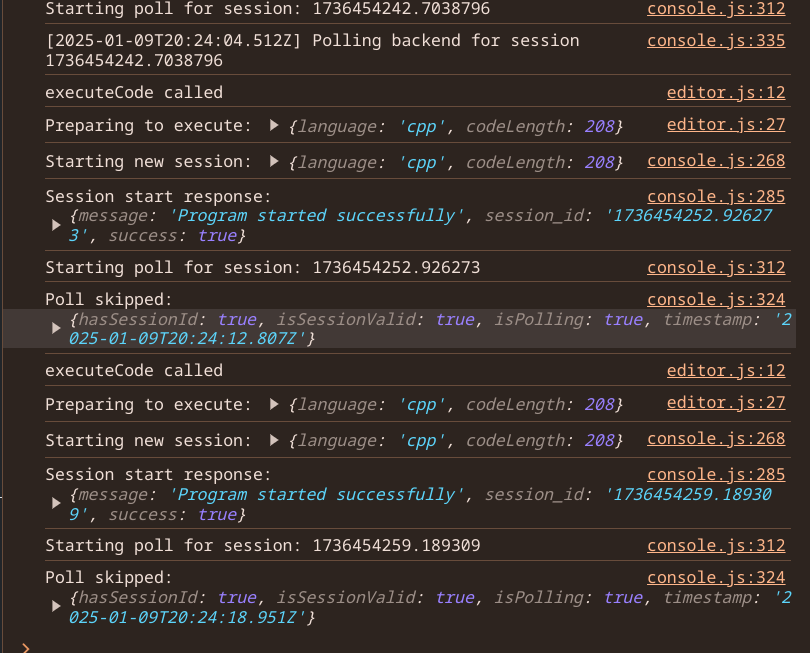 Starting poll for session: 1736454242.7038796 console.js:312
[2025-01-09T20:24:04.512Z] Polling backend for session console.js:335
1736454242.7038796
executeCode called editor.js:12
Preparing to execute: ▶ {language: 'cpp', codeLength: 208} editor.js:27
Starting new session: ▶ {language: 'cpp', codeLength: 208} console.js:268
Session start response: console.js:285
▶ {message: 'Program started successfully', session_id: '1736454252.92627
3', success: true}
Starting poll for session: 1736454252.926273 console.js:312
Poll skipped: console.js:324
▶ {hasSessionId: true, isSessionValid: true, isPolling: true, timestamp: '2
025-01-09T20:24:12.807Z'}
executeCode called editor.js:12
Preparing to execute: ▶ {language: 'cpp', codeLength: 208} editor.js:27
Starting new session: ▶ {language: 'cpp', codeLength: 208} console.js:268
Session start response: console.js:285
▶ {message: 'Program started successfully', session_id: '1736454259.18930
9', success: true}
Starting poll for session: 1736454259.189309 console.js:312
Poll skipped: console.js:324
▶ {hasSessionId: true, isSessionValid: true, isPolling: true, timestamp: '2
025-01-09T20:24:18.951Z'}